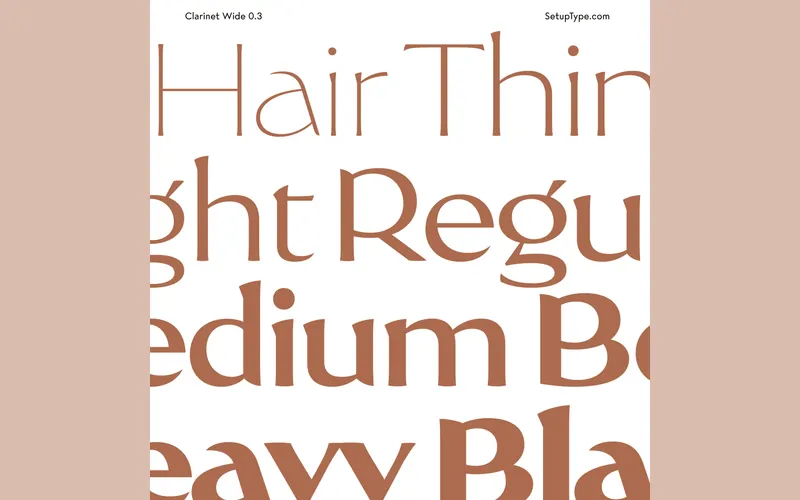 Clarinet Wide 0.3
SetupType.com
Hair Thin
ght Regu
edium Bo
eavy Bla